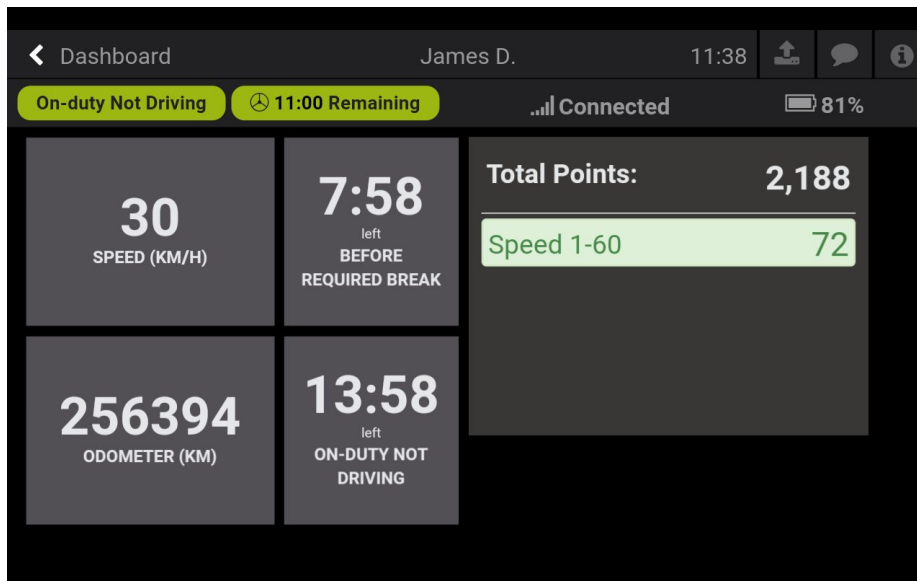 Dashboard
James D.
11:38
On-duty Not Driving
11:00 Remaining
Connected
81%
30
SPEED (KM/H)
7:58
left
BEFORE
REQUIRED BREAK
Total Points: 2,188
Speed 1-60 72
256394
ODOMETER (KM)
13:58
left
ON-DUTY NOT
DRIVING